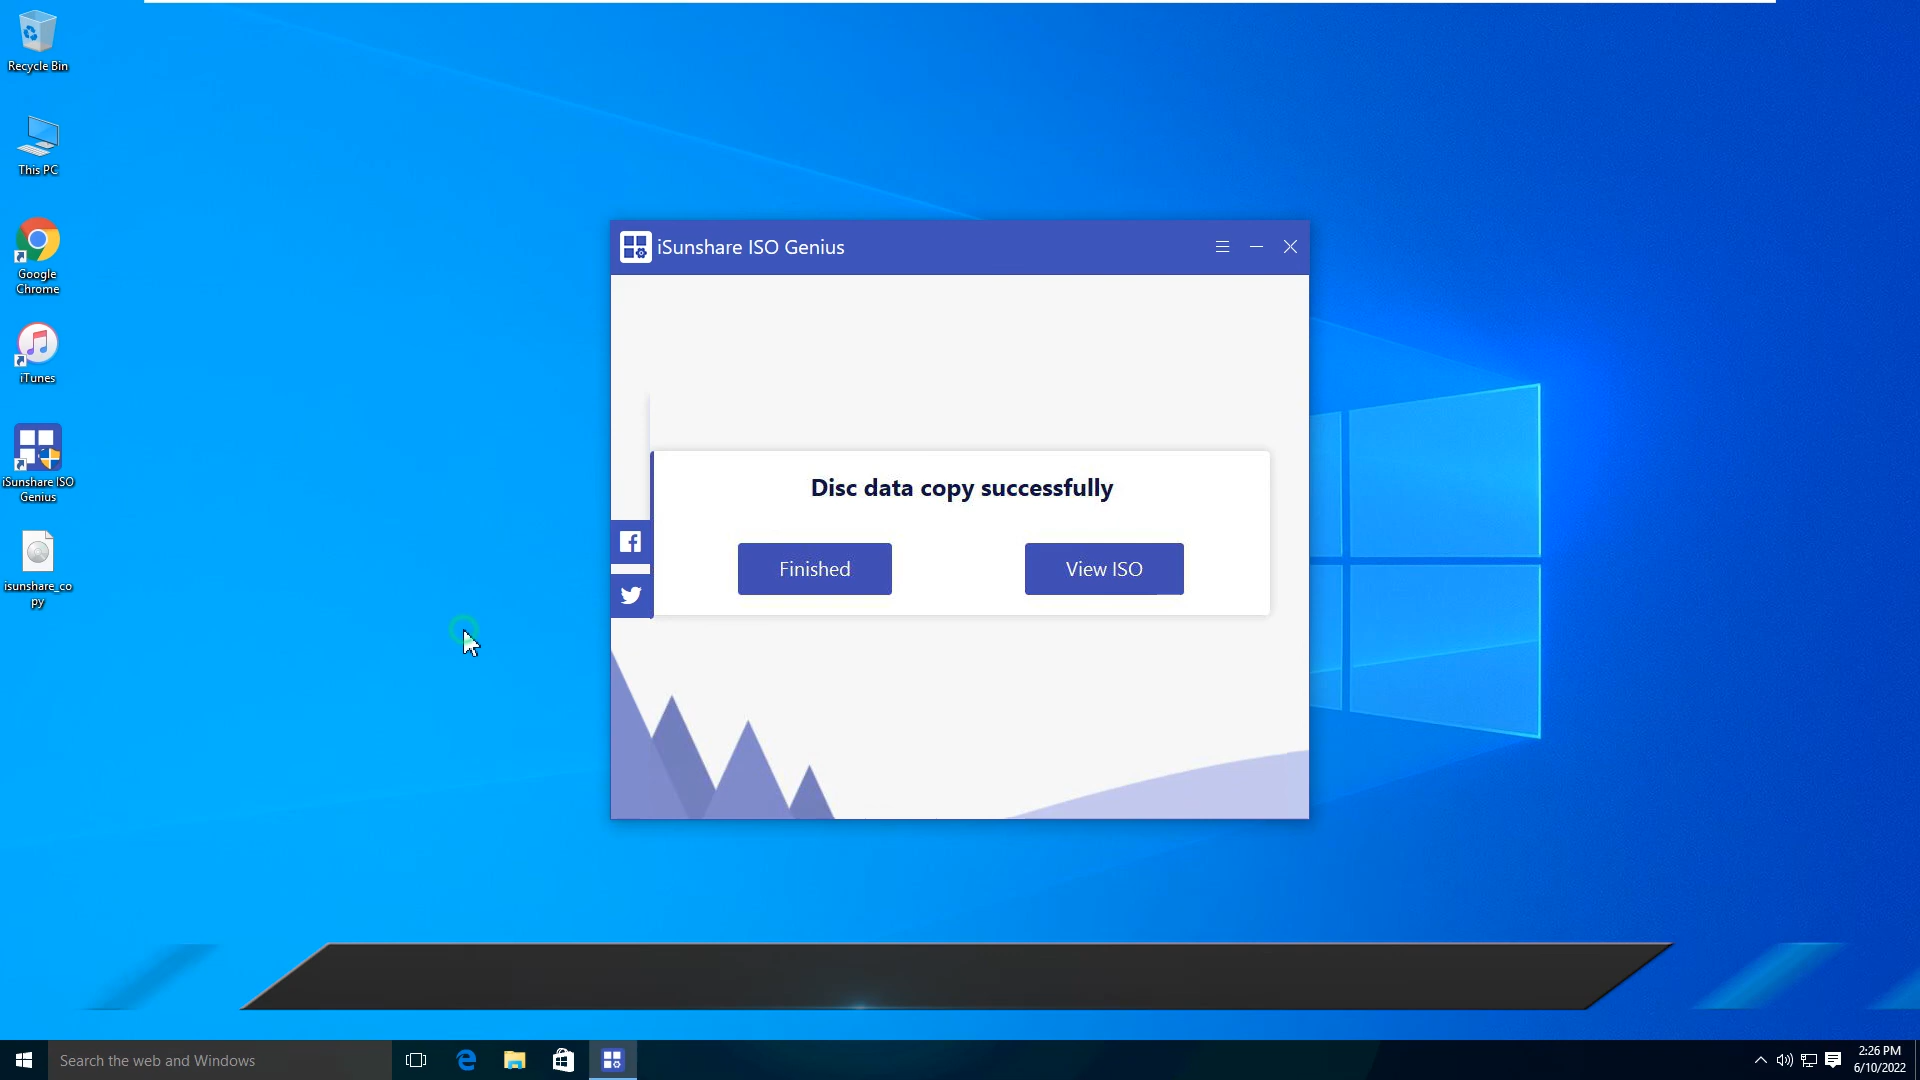 Recycle Bin
This PC
Google
Chrome
iTunes
iSunshare ISO
Genius
isunshare_co
py
iSunshare ISO Genius
Disc data copy successfully
Finished
View ISO
Search the web and Windows
2:26 PM
6/10/2022